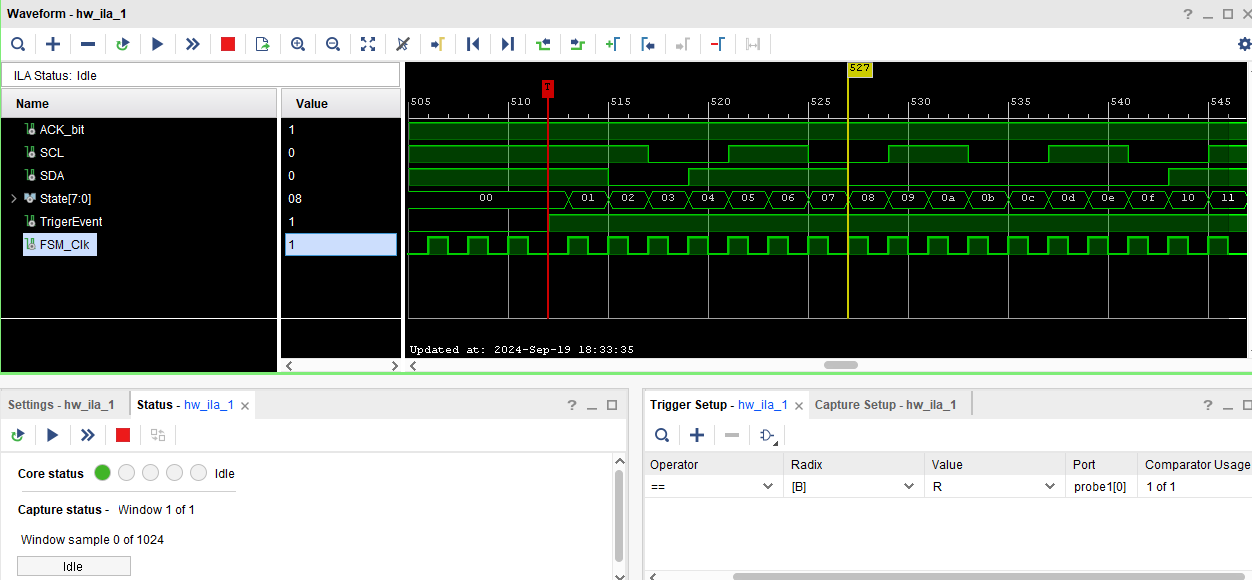 Waveform - hw_ila_1
ILA Status: Idle
Name Value
ACK_bit 1
SCL 0
SDA 0
State[7:0] 08
TrigerEvent 1
FSM_Clk 1
527
505 510 515 520 525 530 535 540 545
00 01 02 03 04 05 06 07 08 09 0a 0b 0c 0d 0e 0f 10 11
Updated at: 2024-Sep-19 18:33:35
Settings - hw_ila_1 Status - hw_ila_1
Core status Idle
Capture status - Window 1 of 1
Window sample 0 of 1024
Idle
Trigger Setup - hw_ila_1 Capture Setup - hw_ila_1
Operator Radix Value Port Comparator Usage
== [B] R probe1[0] 1 of 1